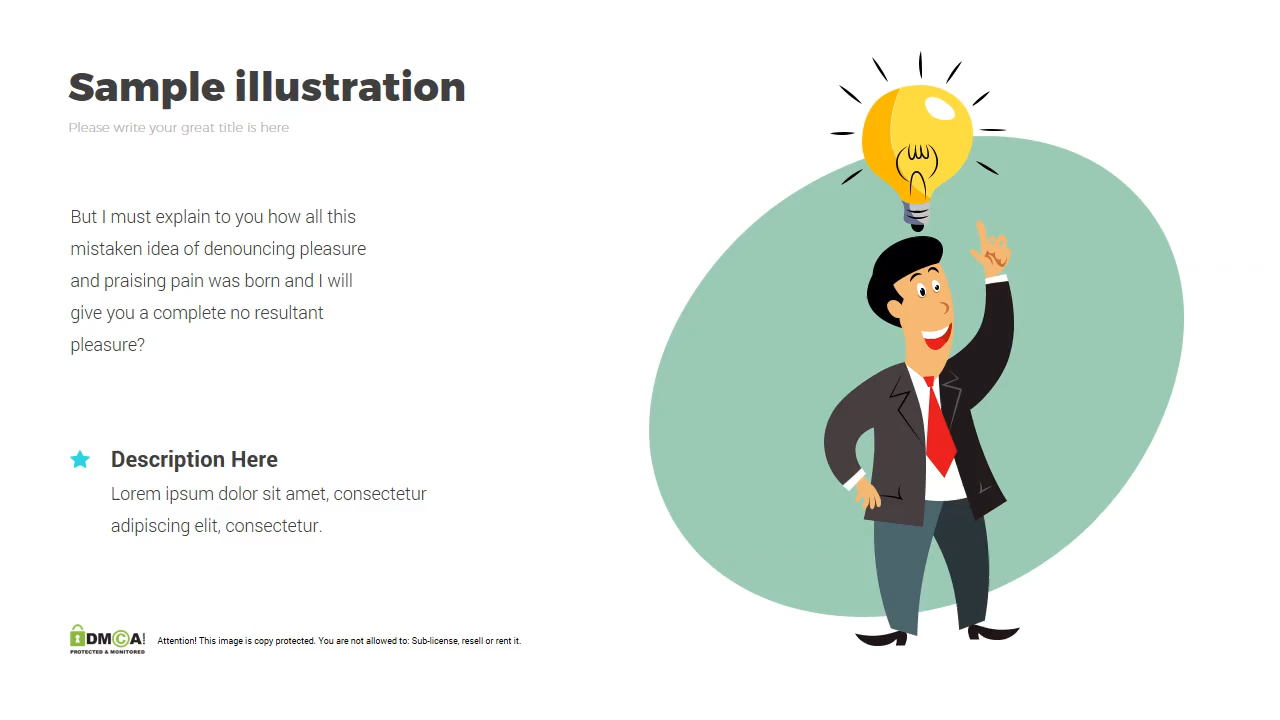 Sample illustration
Please write your great title is here
But I must explain to you how all this
mistaken idea of denouncing pleasure
and praising pain was born and I will
give you a complete no resultant
pleasure?
Description Here
Lorem ipsum dolor sit amet, consectetur
adipiscing elit, consectetur.
DMCA!
PROTECTED & MONITORED
Attention! This image is copy protected. You are not allowed to: Sub-license, resell or rent it.